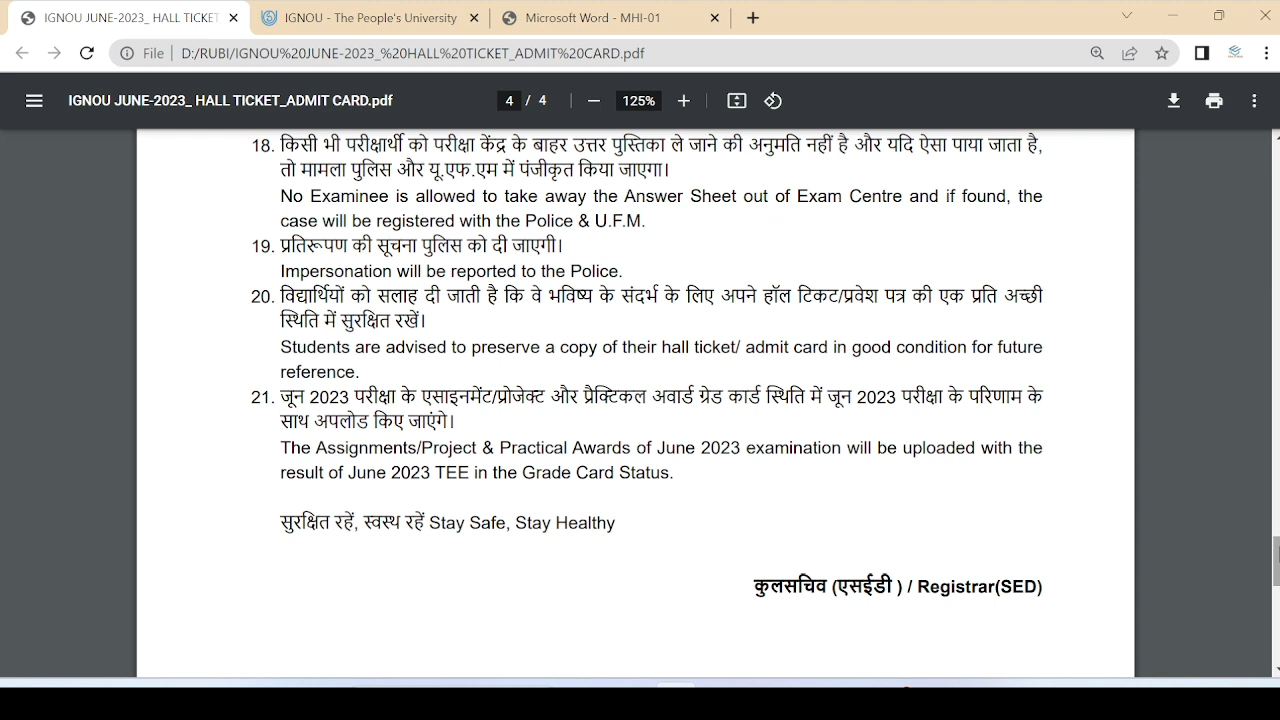 IGNOU JUNE-2023_ HALL TICKET
IGNOU - The People's University
Microsoft Word - MHI-01
File
D:/RUBI/IGNOU%20JUNE-2023_%20HALL%20TICKET_ADMIT%20CARD.pdf
IGNOU JUNE-2023_ HALL TICKET_ADMIT CARD.pdf
4 / 4
125%
18. किसी भी परीक्षार्थी को परीक्षा केंद्र के बाहर उत्तर पुस्तिका ले जाने की अनुमति नहीं है और यदि ऐसा पाया जाता है,
तो मामला पुलिस और यू.एफ.एम में पंजीकृत किया जाएगा।
No Examinee is allowed to take away the Answer Sheet out of Exam Centre and if found, the
case will be registered with the Police & U.F.M.
19. प्रतिरूपण की सूचना पुलिस को दी जाएगी।
Impersonation will be reported to the Police.
20. विद्यार्थियों को सलाह दी जाती है कि वे भविष्य के संदर्भ के लिए अपने हॉल टिकट/प्रवेश पत्र की एक प्रति अच्छी
स्थिति में सुरक्षित रखें।
Students are advised to preserve a copy of their hall ticket/ admit card in good condition for future
reference.
21. जून 2023 परीक्षा के एसाइनमेंट/प्रोजेक्ट और प्रैक्टिकल अवार्ड ग्रेड कार्ड स्थिति में जून 2023 परीक्षा के परिणाम के
साथ अपलोड किए जाएंगे।
The Assignments/Project & Practical Awards of June 2023 examination will be uploaded with the
result of June 2023 TEE in the Grade Card Status.
सुरक्षित रहें, स्वस्थ रहें Stay Safe, Stay Healthy
कुलसचिव (एसईडी ) / Registrar(SED)